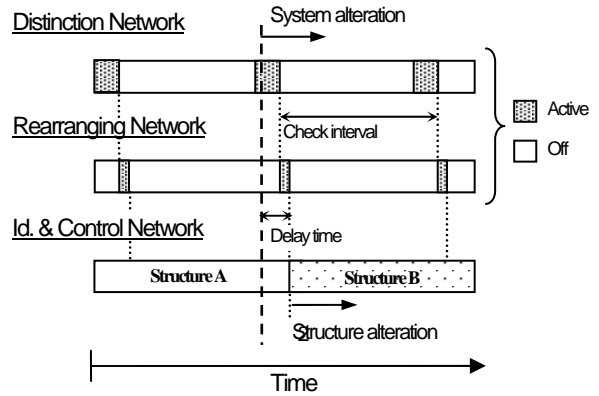 Distinction Network
System alteration
Active
Off
Check interval
Rearranging Network
Delay time
Id. & Control Network
Structure A
Structure B
Structure alteration
Time